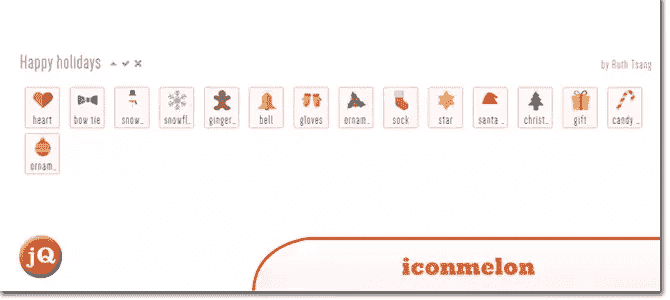 Happy holidays
by Ruth Tsang
heart bow tie snow... snowfl... ginger... bell gloves ornam... sock star santa ... christ... gift candy ...
ornam...
jQ
iconmelon